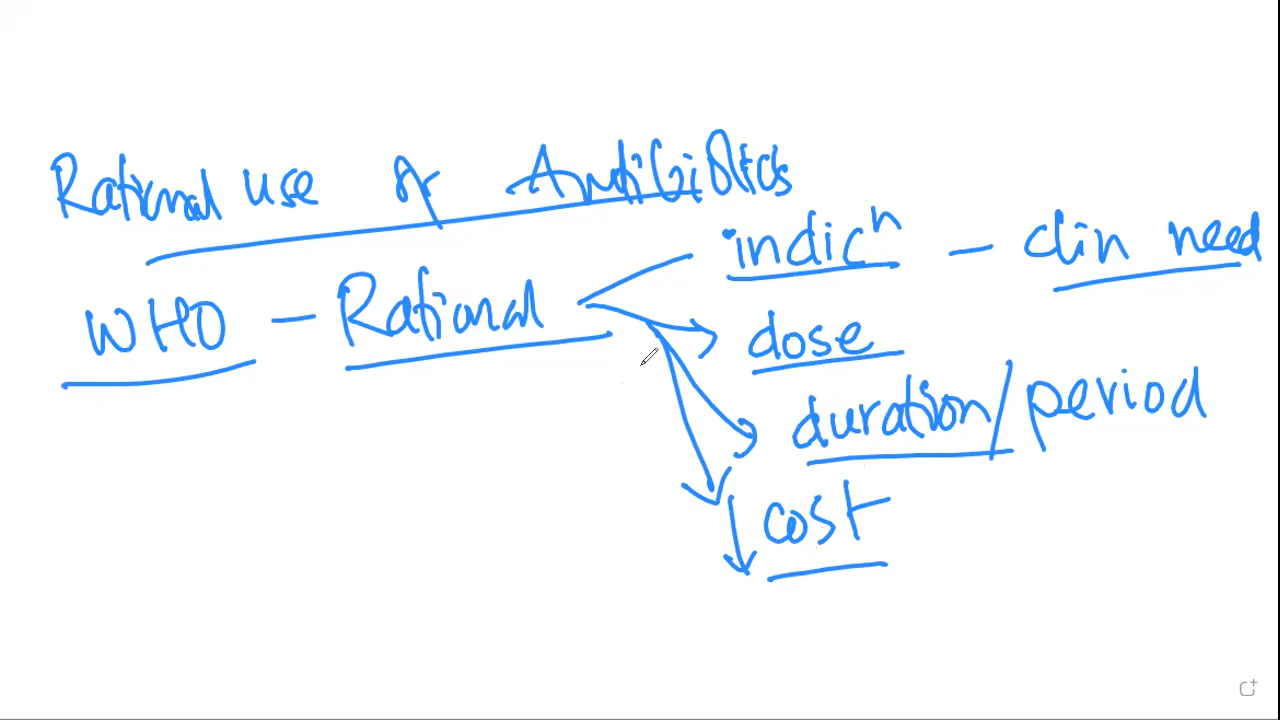 Rational use of Antibiotics
WHO - Rational
indicⁿ - clin need
dose
duration/period
↓ cost